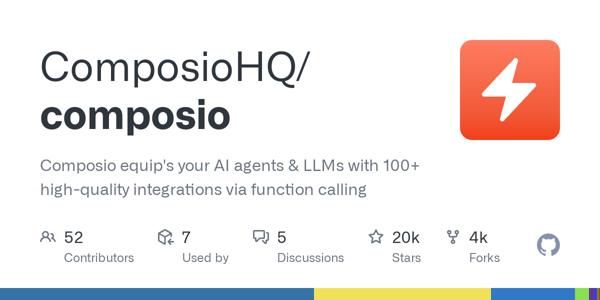 ComposioHQ/
composio
Composio equip's your AI agents & LLMs with 100+
high-quality integrations via function calling
52 7 5 20k 4k
Contributors Used by Discussions Stars Forks